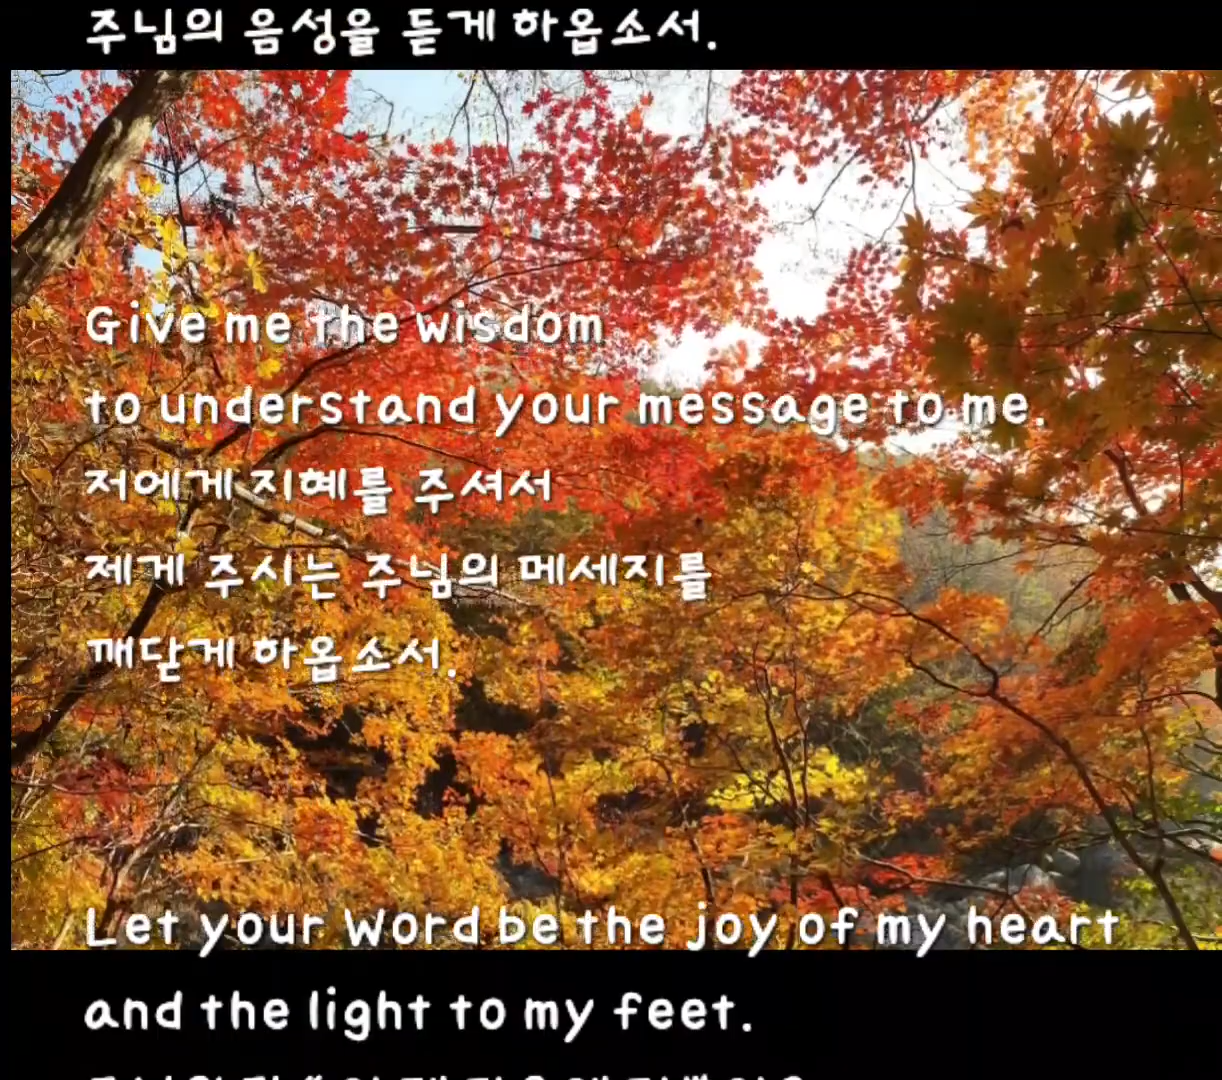 주님의 음성을 듣게 하옵소서.
Give me the wisdom
to understand your message to me.
저에게 지혜를 주셔서
제게 주시는 주님의 메세지를
깨닫게 하옵소서.
Let your Word be the joy of my heart
and the light to my feet.